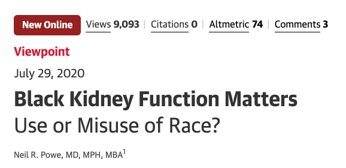 New Online Views 9,093 | Citations 0 | Altmetric 74 | Comments 3
Viewpoint
July 29, 2020
Black Kidney Function Matters
Use or Misuse of Race?
Neil R. Powe, MD, MPH, MBA1